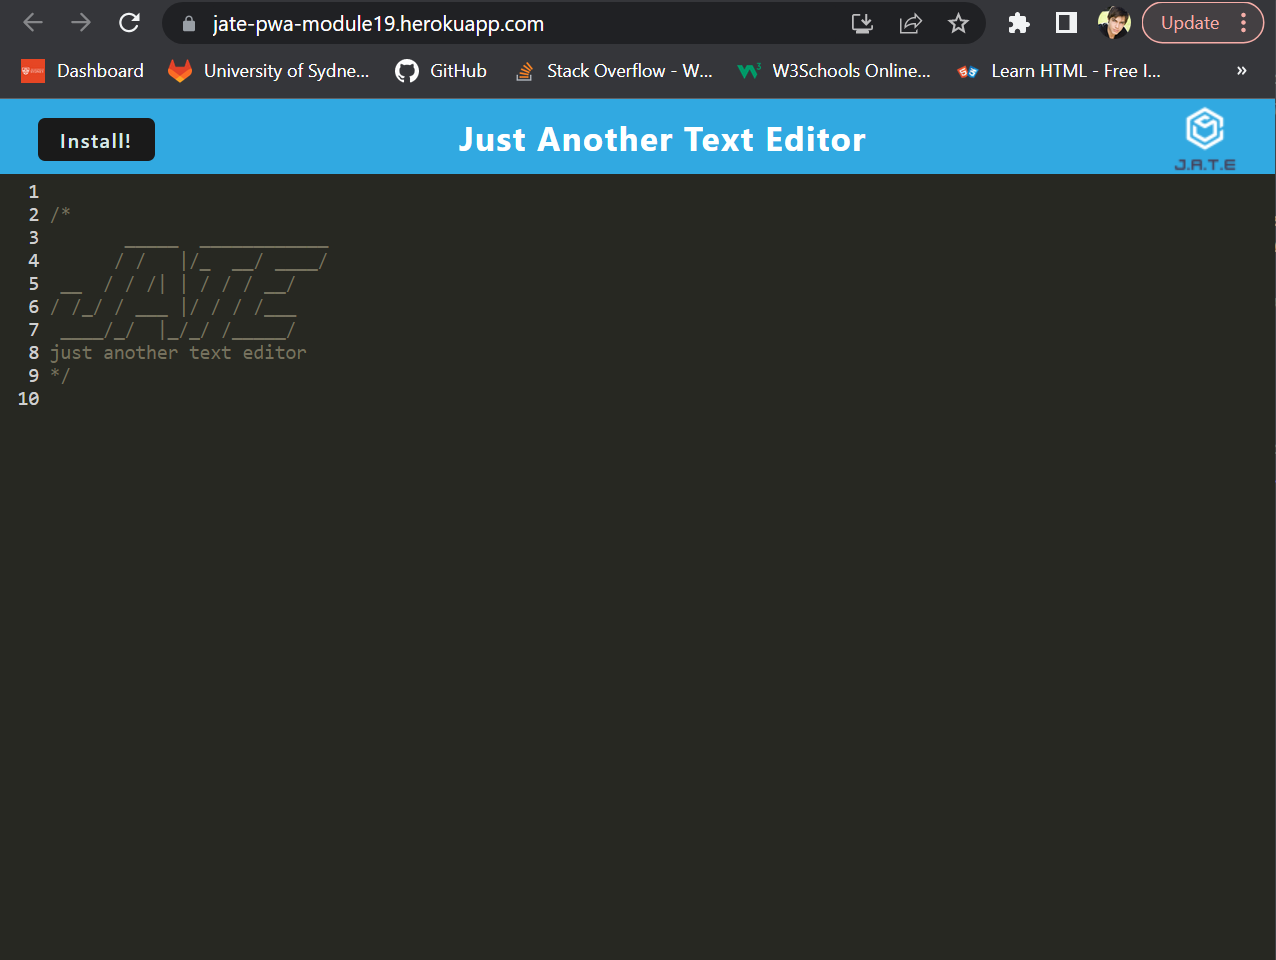 jate-pwa-module19.herokuapp.com
Update
Dashboard
University of Sydne...
GitHub
Stack Overflow - W...
W3Schools Online...
Learn HTML - Free I...
»
Install!
Just Another Text Editor
J.A.T.E
1
2 /*
3        _____  ____________
4       / /   |/_  __/ ____/
5  __  / / /| | / / / __/
6 / /_/ / ___ |/ / / /___
7  ____/_/  |_/_/ /_____/
8 just another text editor
9 */
10